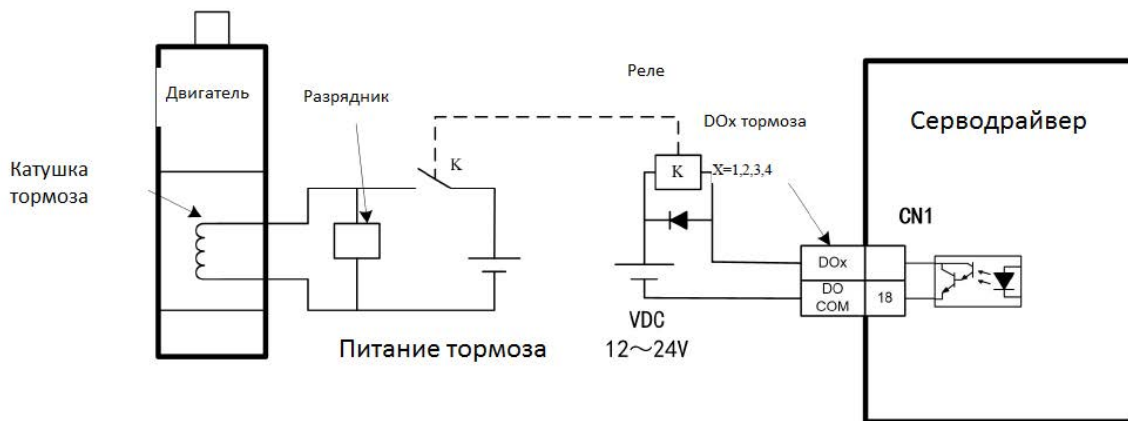 Двигатель
Разрядник
Реле
DOx тормоза
Серводрайвер
Катушка
тормоза
K
K
X=1,2,3,4
CN1
DOx
DO
COM
18
VDC
12～24V
Питание тормоза